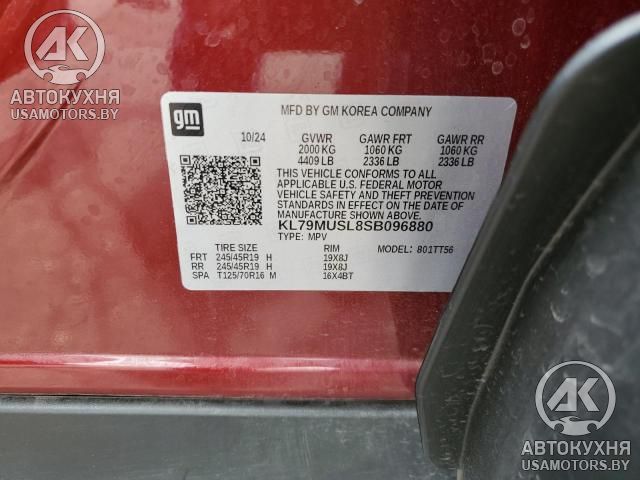 АК
АВТОКУХНЯ
USAMOTORS.BY
gm
MFD BY GM KOREA COMPANY
10/24 GVWR GAWR FRT GAWR RR
2000 KG 1060 KG 1060 KG
4409 LB 2336 LB 2336 LB
THIS VEHICLE CONFORMS TO ALL
APPLICABLE U.S. FEDERAL MOTOR
VEHICLE SAFETY AND THEFT PREVENTION
STANDARDS IN EFFECT ON THE DATE OF
MANUFACTURE SHOWN ABOVE.
KL79MUSL8SB096880
TYPE: MPV MODEL: 801TT56
TIRE SIZE RIM
FRT 245/45R19 H 19X8J
RR 245/45R19 H 19X8J
SPA T125/70R16 M 16X4BT
АК
АВТОКУХНЯ
USAMOTORS.BY